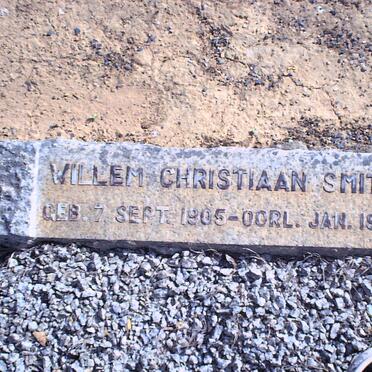 WILLEM CHRISTIAAN SMIT
GEB. 7 SEPT. 1905-OORL. JAN. 19